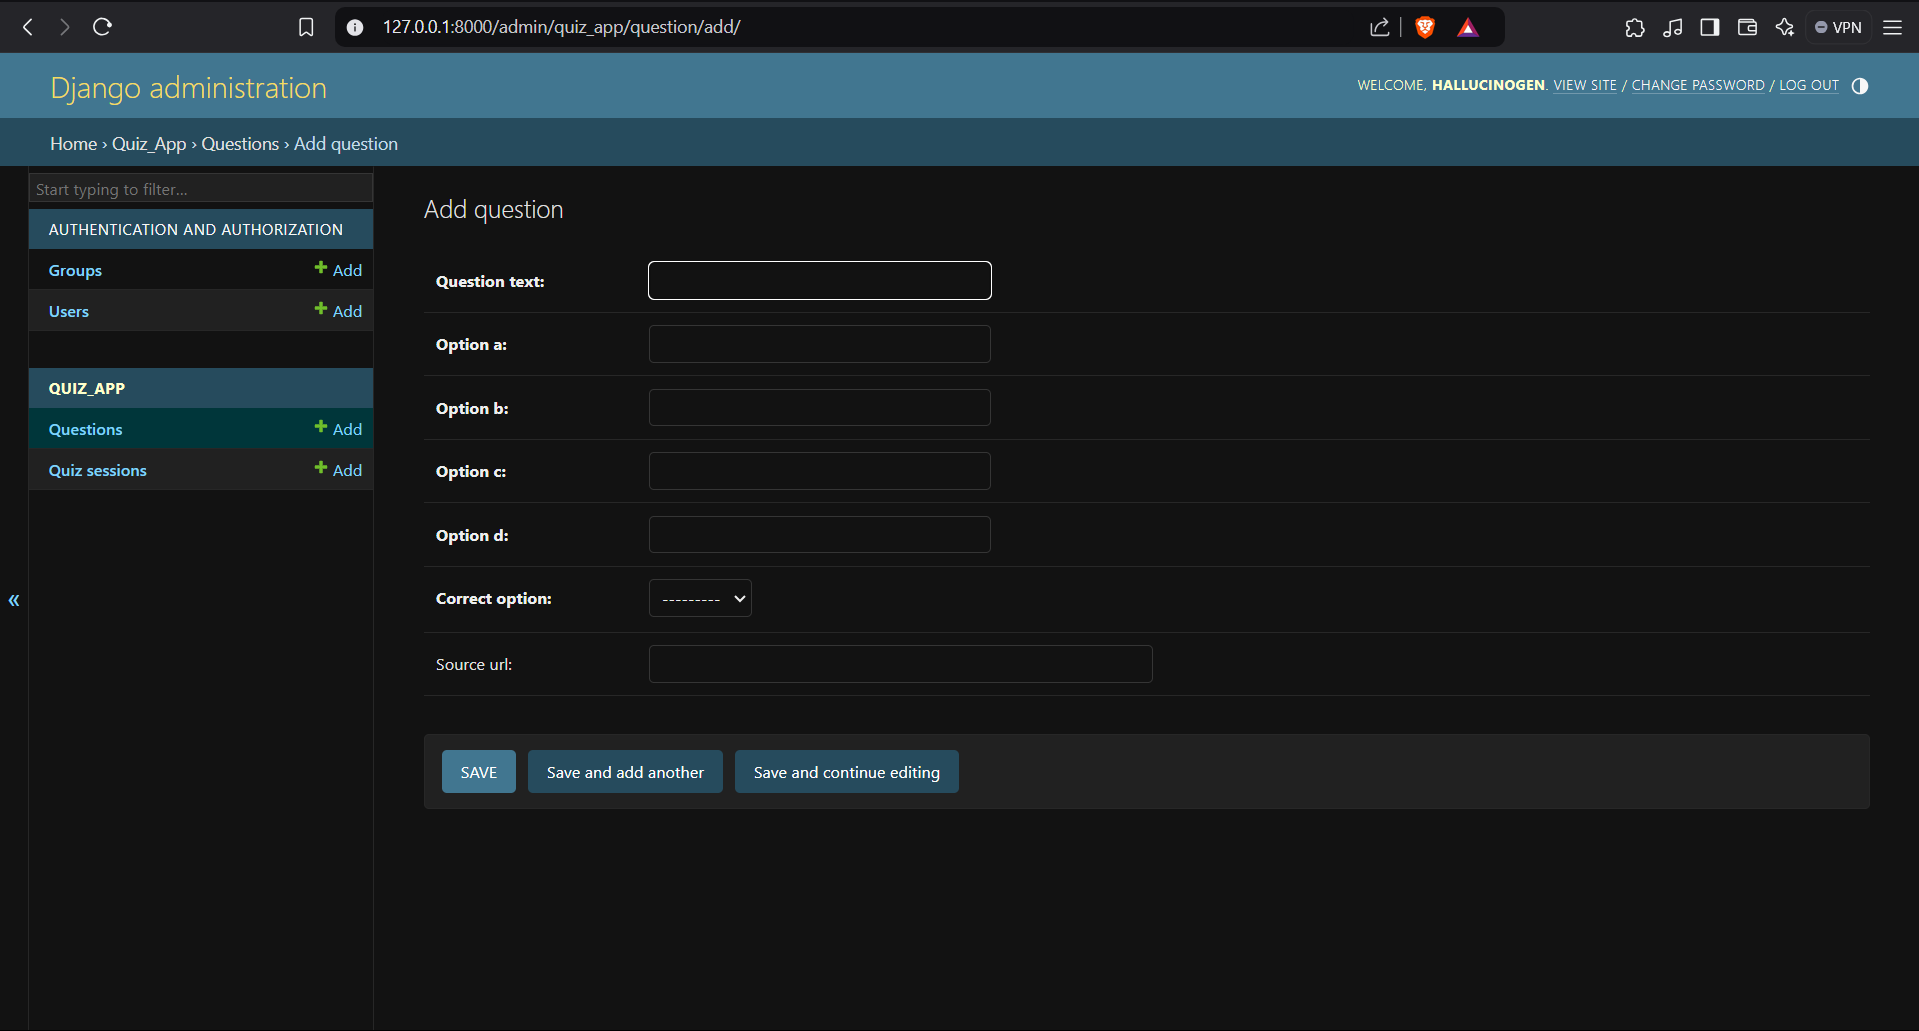 127.0.0.1:8000/admin/quiz_app/question/add/
VPN
Django administration
WELCOME, HALLUCINOGEN. VIEW SITE / CHANGE PASSWORD / LOG OUT
Home › Quiz_App › Questions › Add question
Start typing to filter...
AUTHENTICATION AND AUTHORIZATION
Groups + Add
Users + Add
QUIZ_APP
Questions + Add
Quiz sessions + Add
«
Add question
Question text:
Option a:
Option b:
Option c:
Option d:
Correct option: ---------
Source url:
SAVE Save and add another Save and continue editing